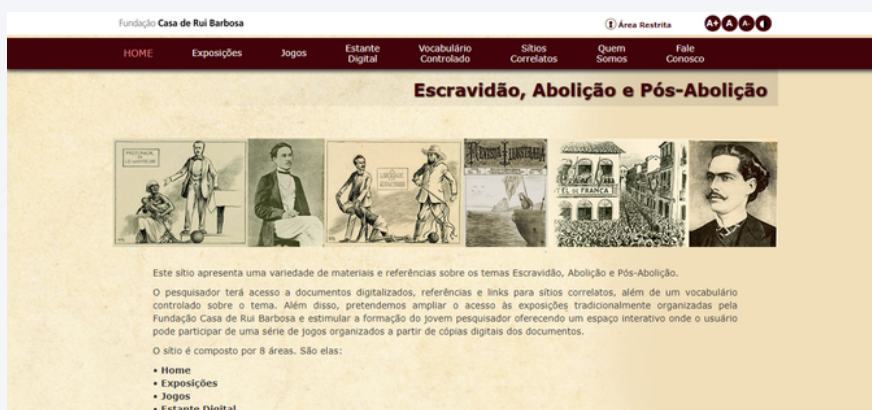 Fundação Casa de Rui Barbosa
Área Restrita
A+ A A-
HOME
Exposições
Jogos
Estante
Digital
Vocabulário
Controlado
Sítios
Correlatos
Quem
Somos
Fale
Conosco
Escravidão, Abolição e Pós-Abolição
REVISTA ILLUSTRADA
HOTEL DE FRANÇA
Este sítio apresenta uma variedade de materiais e referências sobre os temas Escravidão, Abolição e Pós-Abolição.
O pesquisador terá acesso a documentos digitalizados, referências e links para sítios correlatos, além de um vocabulário
controlado sobre o tema. Além disso, pretendemos ampliar o acesso às exposições tradicionalmente organizadas pela
Fundação Casa de Rui Barbosa e estimular a formação do jovem pesquisador oferecendo um espaço interativo onde o usuário
pode participar de uma série de jogos organizados a partir de cópias digitais dos documentos.
O sítio é composto por 8 áreas. São elas:
• Home
• Exposições
• Jogos
• Estante Digital